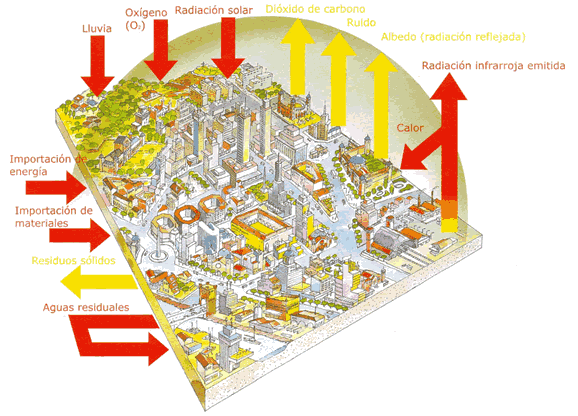 Lluvia
Oxígeno
(O₂)
Radiación solar
Dióxido de carbono
Ruído
Albedo (radiación reflejada)
Radiación infrarroja emitida
Calor
Importación de
energía
Importación de
materiales
Residuos sólidos
Aguas residuales